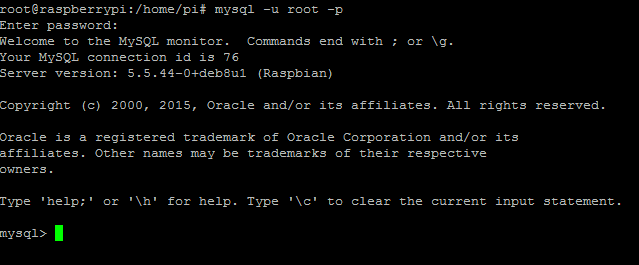 root@raspberrypi:/home/pi# mysql -u root -p
Enter password:
Welcome to the MySQL monitor.  Commands end with ; or \g.
Your MySQL connection id is 76
Server version: 5.5.44-0+deb8u1 (Raspbian)
Copyright (c) 2000, 2015, Oracle and/or its affiliates. All rights reserved.
Oracle is a registered trademark of Oracle Corporation and/or its
affiliates. Other names may be trademarks of their respective
owners.
Type 'help;' or '\h' for help. Type '\c' to clear the current input statement.
mysql>